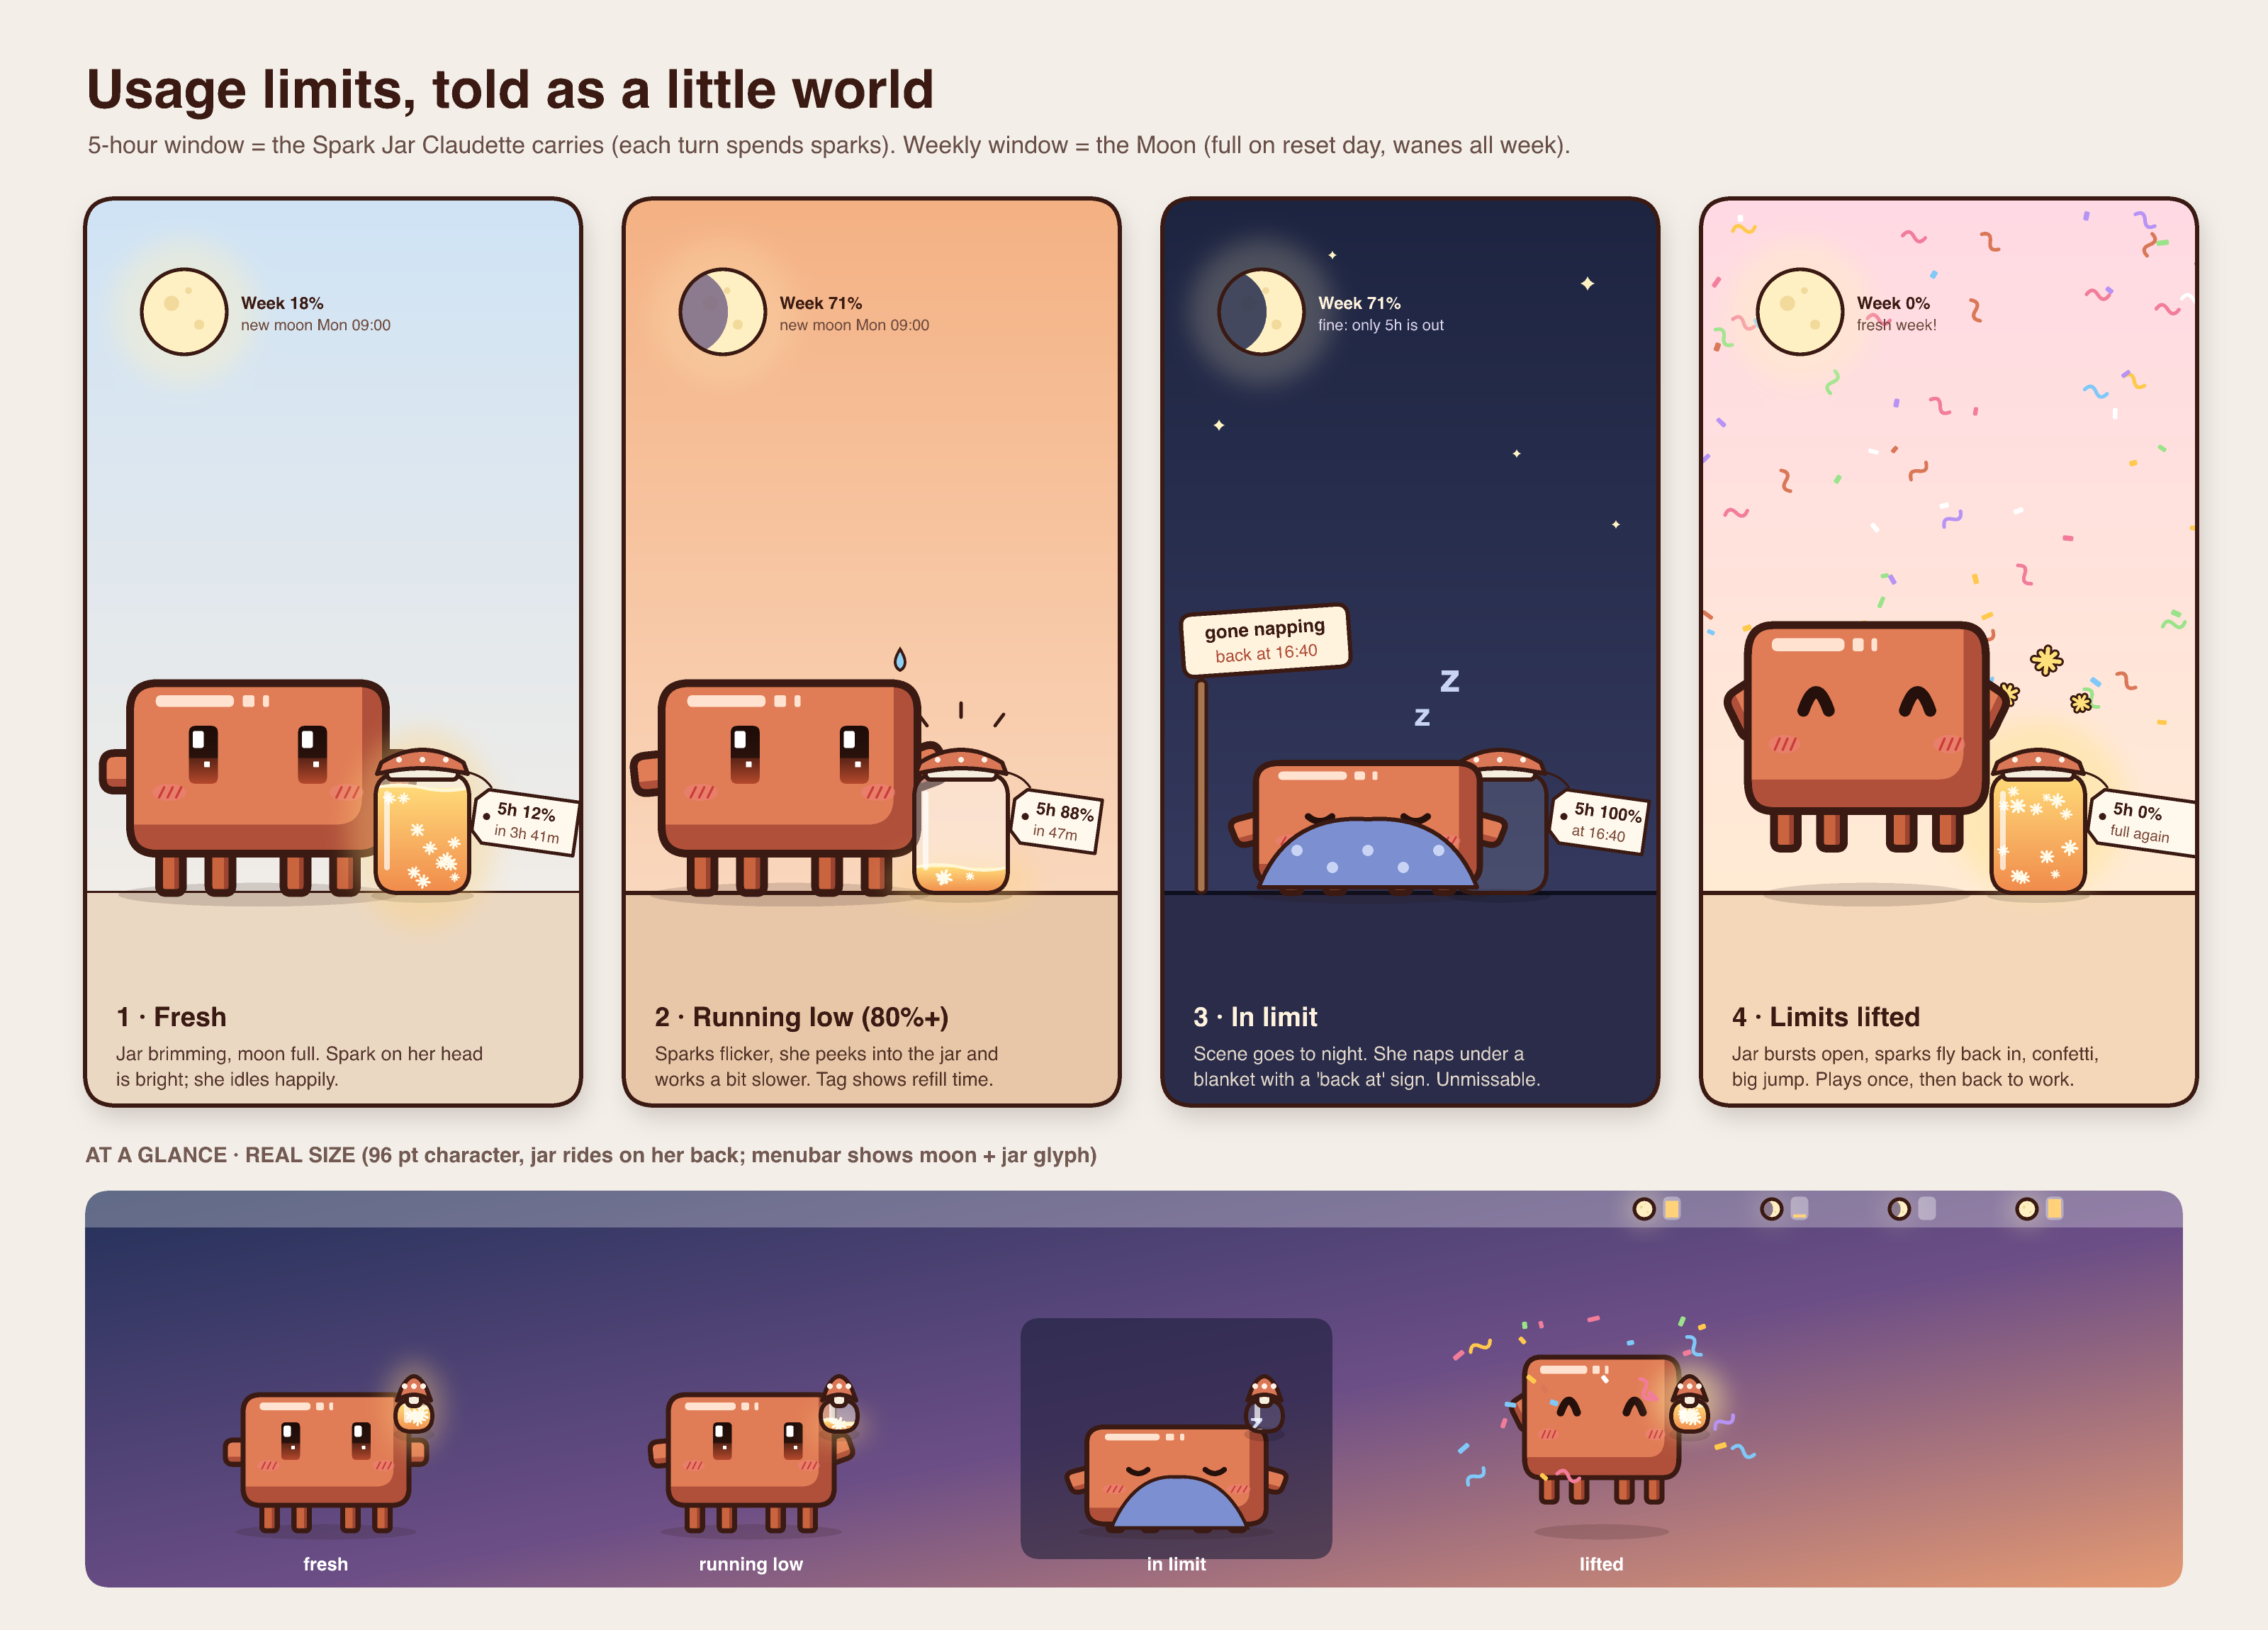 Usage limits, told as a little world
5-hour window = the Spark Jar Claudette carries (each turn spends sparks). Weekly window = the Moon (full on reset day, wanes all week).
Week 18%
new moon Mon 09:00
5h 12%
in 3h 41m
1 · Fresh
Jar brimming, moon full. Spark on her head
is bright; she idles happily.
Week 71%
new moon Mon 09:00
5h 88%
in 47m
2 · Running low (80%+)
Sparks flicker, she peeks into the jar and
works a bit slower. Tag shows refill time.
Week 71%
fine: only 5h is out
gone napping
back at 16:40
z
z
5h 100%
at 16:40
3 · In limit
Scene goes to night. She naps under a
blanket with a 'back at' sign. Unmissable.
Week 0%
fresh week!
5h 0%
full again
4 · Limits lifted
Jar bursts open, sparks fly back in, confetti,
big jump. Plays once, then back to work.
AT A GLANCE · REAL SIZE (96 pt character, jar rides on her back; menubar shows moon + jar glyph)
z
fresh
running low
in limit
lifted